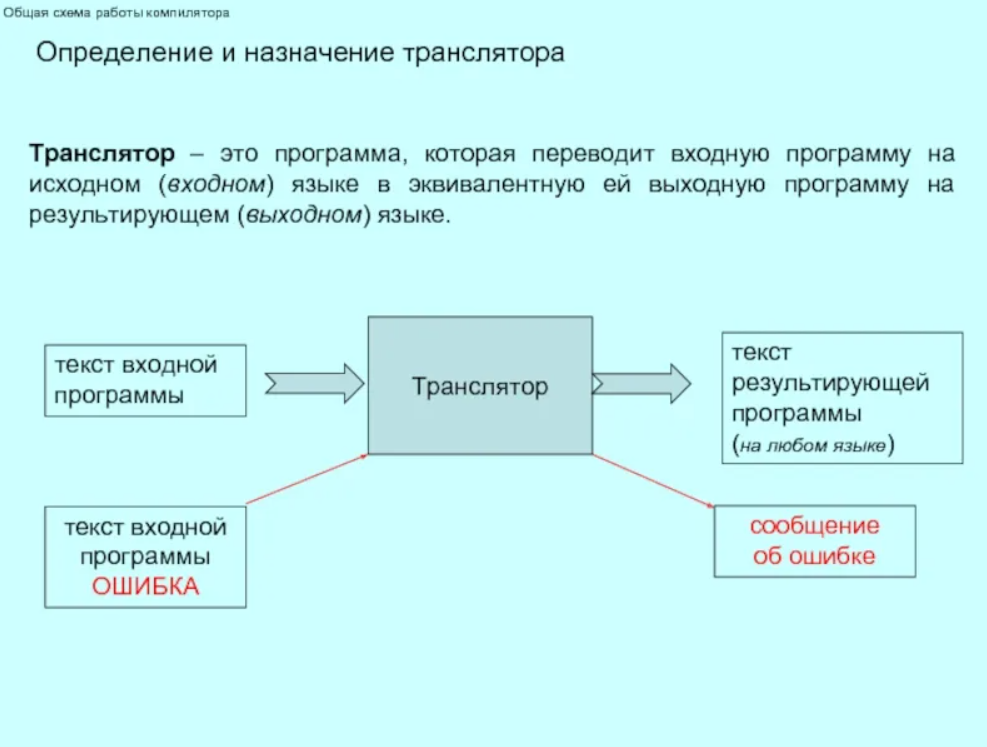 Общая схема работы компилятора
Определение и назначение транслятора
Транслятор – это программа, которая переводит входную программу на
исходном (входном) языке в эквивалентную ей выходную программу на
результирующем (выходном) языке.
текст входной
программы
Транслятор
текст
результирующей
программы
(на любом языке)
текст входной
программы
ОШИБКА
сообщение
об ошибке